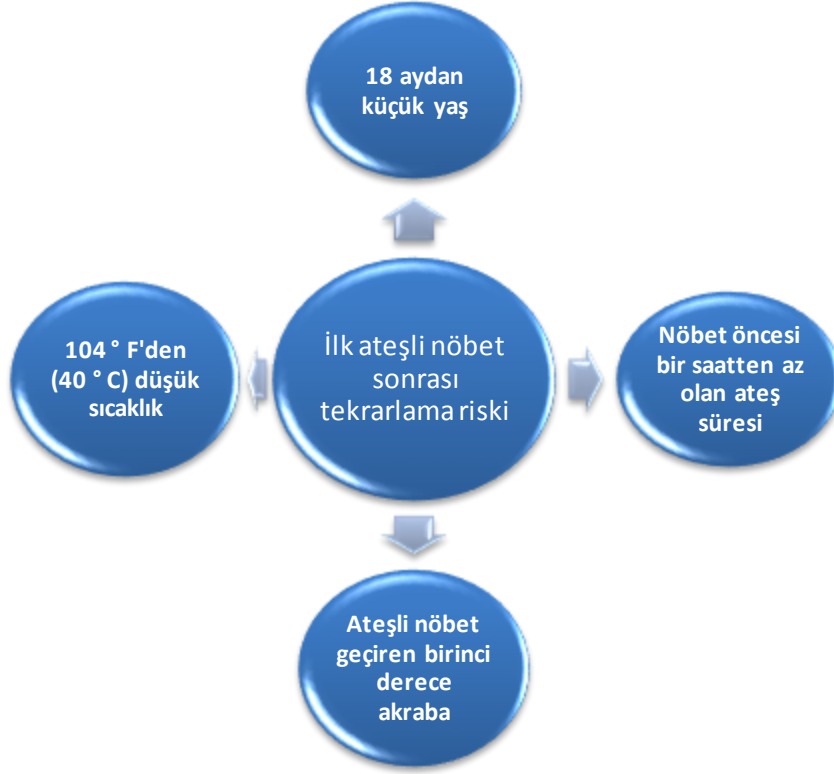 18 aydan
küçük yaş
104 ° F'den
(40 ° C) düşük
sıcaklık
İlk ateşli nöbet
sonrası
tekrarlama riski
Nöbet öncesi
bir saatten az
olan ateş
süresi
Ateşli nöbet
geçiren birinci
derece
akraba